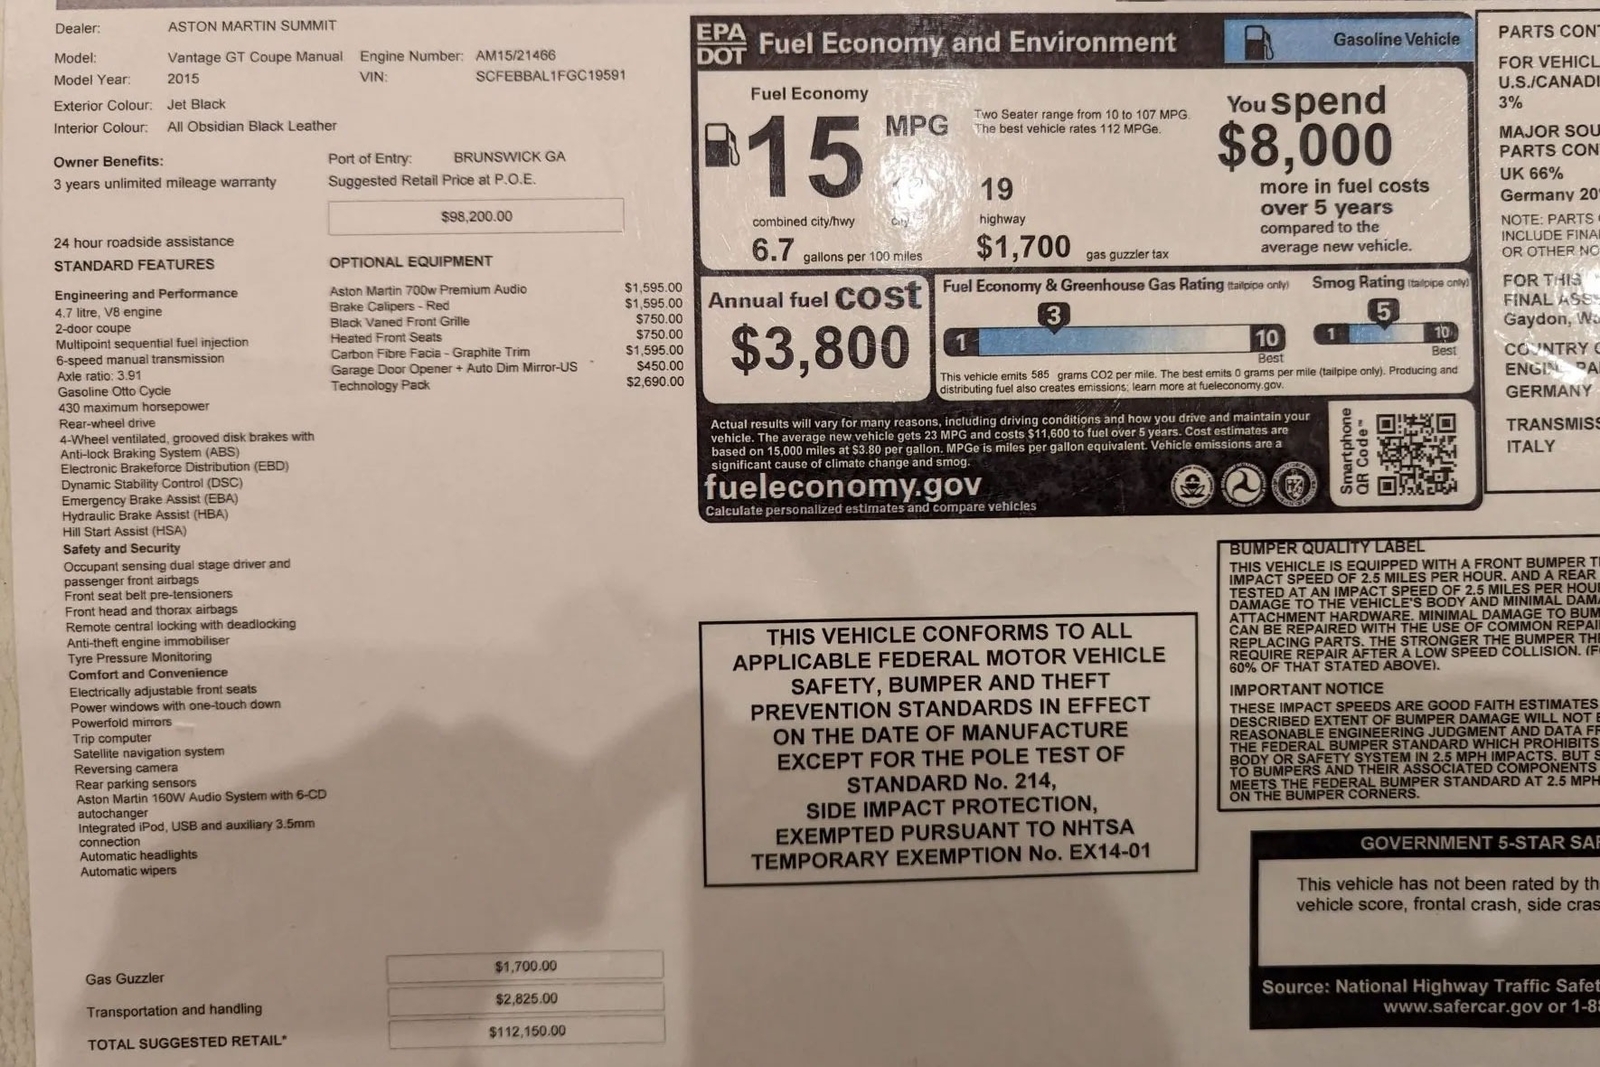 Dealer: ASTON MARTIN SUMMIT
Model: Vantage GT Coupe Manual Engine Number: AM15/21466
Model Year: 2015 VIN: SCFEBBAL1FGC19591
Exterior Colour: Jet Black
Interior Colour: All Obsidian Black Leather
Owner Benefits: Port of Entry: BRUNSWICK GA
3 years unlimited mileage warranty Suggested Retail Price at P.O.E.
$98,200.00
24 hour roadside assistance
STANDARD FEATURES
Engineering and Performance
4.7 litre, V8 engine
2-door coupe
Multipoint sequential fuel injection
6-speed manual transmission
Axle ratio: 3.91
Gasoline Otto Cycle
430 maximum horsepower
Rear-wheel drive
4-Wheel ventilated, grooved disk brakes with
Anti-lock Braking System (ABS)
Electronic Brakeforce Distribution (EBD)
Dynamic Stability Control (DSC)
Emergency Brake Assist (EBA)
Hydraulic Brake Assist (HBA)
Hill Start Assist (HSA)
Safety and Security
Occupant sensing dual stage driver and
passenger front airbags
Front seat belt pre-tensioners
Front head and thorax airbags
Remote central locking with deadlocking
Anti-theft engine immobiliser
Tyre Pressure Monitoring
Comfort and Convenience
Electrically adjustable front seats
Power windows with one-touch down
Powerfold mirrors
Trip computer
Satellite navigation system
Reversing camera
Rear parking sensors
Aston Martin 160W Audio System with 6-CD
autochanger
Integrated iPod, USB and auxiliary 3.5mm
connection
Automatic headlights
Automatic wipers
OPTIONAL EQUIPMENT
Aston Martin 700w Premium Audio $1,595.00
Brake Calipers - Red $1,595.00
Black Vaned Front Grille $750.00
Heated Front Seats $750.00
Carbon Fibre Facia - Graphite Trim $1,595.00
Garage Door Opener + Auto Dim Mirror-US $450.00
Technology Pack $2,690.00
Gas Guzzler $1,700.00
Transportation and handling $2,825.00
TOTAL SUGGESTED RETAIL* $112,150.00
EPA
DOT
Fuel Economy and Environment
Gasoline Vehicle
Fuel Economy
15 MPG
combined city/hwy
city
19
highway
6.7 gallons per 100 miles
$1,700 gas guzzler tax
Two Seater range from 10 to 107 MPG.
The best vehicle rates 112 MPGe.
You spend
$8,000
more in fuel costs
over 5 years
compared to the
average new vehicle.
Annual fuel cost
$3,800
Fuel Economy & Greenhouse Gas Rating (tailpipe only)
3
1 10
Best
Smog Rating (tailpipe only)
5
1 10
Best
This vehicle emits 585 grams CO2 per mile. The best emits 0 grams per mile (tailpipe only). Producing and
distributing fuel also creates emissions; learn more at fueleconomy.gov.
Actual results will vary for many reasons, including driving conditions and how you drive and maintain your
vehicle. The average new vehicle gets 23 MPG and costs $11,600 to fuel over 5 years. Cost estimates are
based on 15,000 miles at $3.80 per gallon. MPGe is miles per gallon equivalent. Vehicle emissions are a
significant cause of climate change and smog.
fueleconomy.gov
Calculate personalized estimates and compare vehicles
Smartphone
QR Code™
THIS VEHICLE CONFORMS TO ALL
APPLICABLE FEDERAL MOTOR VEHICLE
SAFETY, BUMPER AND THEFT
PREVENTION STANDARDS IN EFFECT
ON THE DATE OF MANUFACTURE
EXCEPT FOR THE POLE TEST OF
STANDARD No. 214,
SIDE IMPACT PROTECTION,
EXEMPTED PURSUANT TO NHTSA
TEMPORARY EXEMPTION No. EX14-01
PARTS CON
FOR VEHICL
U.S./CANADI
3%
MAJOR SOU
PARTS CON
UK 66%
Germany 20
NOTE: PARTS
INCLUDE FINA
OR OTHER NO
FOR THIS
FINAL ASS
Gaydon, Wa
COUNTRY
GERMANY
TRANSMIS
ITALY
BUMPER QUALITY LABEL
THIS VEHICLE IS EQUIPPED WITH A FRONT BUMPER T
IMPACT SPEED OF 2.5 MILES PER HOUR. AND A REAR
TESTED AT AN IMPACT SPEED OF 2.5 MILES PER HOU
DAMAGE TO THE VEHICLE'S BODY AND MINIMAL DAM
ATTACHMENT HARDWARE. MINIMAL DAMAGE TO BUM
CAN BE REPAIRED WITH THE USE OF COMMON REPAI
REPLACING PARTS. THE STRONGER THE BUMPER THE
REQUIRE REPAIR AFTER A LOW SPEED COLLISION. (F
60% OF THAT STATED ABOVE).
IMPORTANT NOTICE
THESE IMPACT SPEEDS ARE GOOD FAITH ESTIMATES
DESCRIBED EXTENT OF BUMPER DAMAGE WILL NOT
REASONABLE ENGINEERING JUDGMENT AND DATA FR
THE FEDERAL BUMPER STANDARD WHICH PROHIBITS
BODY OR SAFETY SYSTEM IN 2.5 MPH IMPACTS. BUT S
TO BUMPERS AND THEIR ASSOCIATED COMPONENTS
MEETS THE FEDERAL BUMPER STANDARD AT 2.5 MPH
ON THE BUMPER CORNERS.
GOVERNMENT 5-STAR SA
This vehicle has not been rated by th
vehicle score, frontal crash, side cras
Source: National Highway Traffic Safet
www.safercar.gov or 1-8